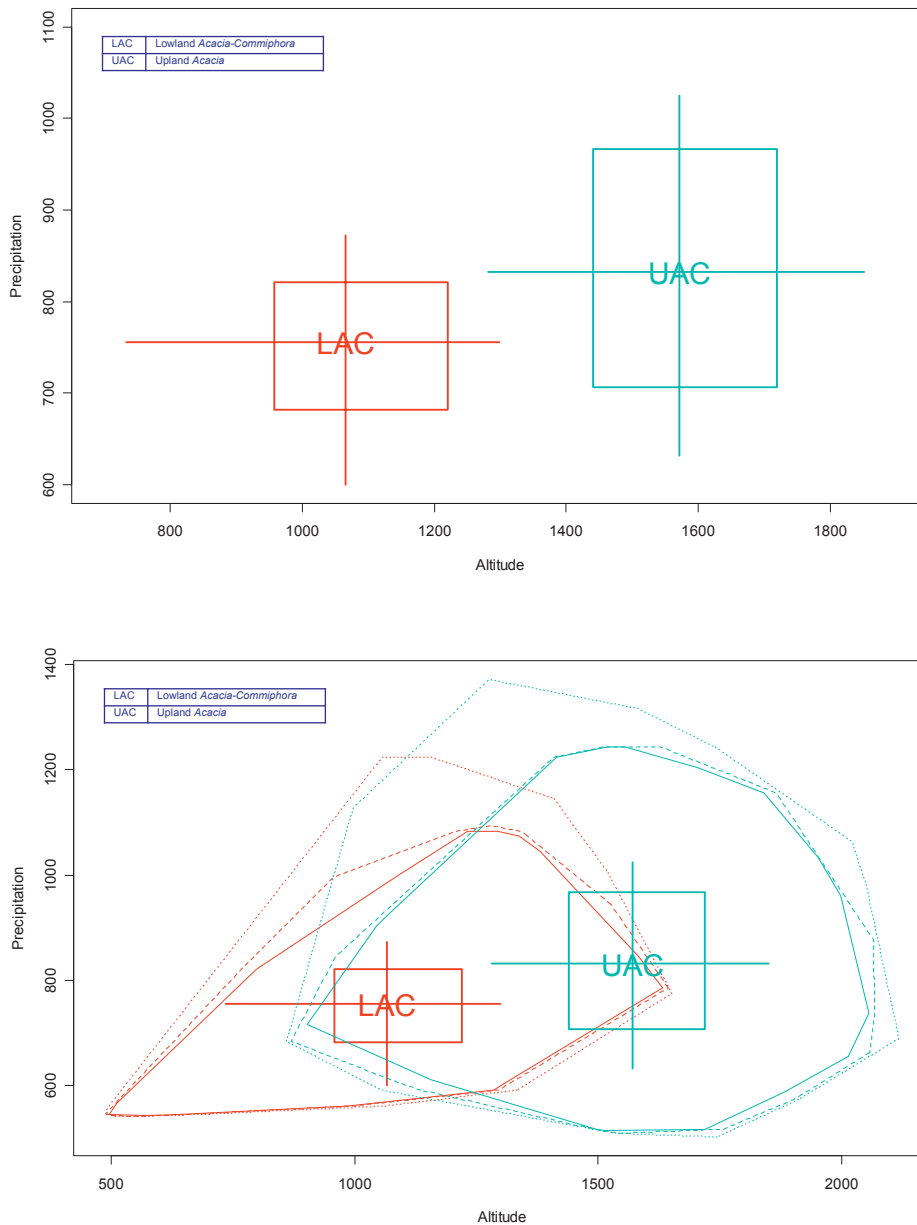 LAC Lowland Acacia-Commiphora
UAC Upland Acacia
1100
1000
900
800
700
600
Precipitation
LAC
UAC
800 1000 1200 1400 1600 1800
Altitude
LAC Lowland Acacia-Commiphora
UAC Upland Acacia
1400
1200
1000
800
600
Precipitation
LAC
UAC
500 1000 1500 2000
Altitude